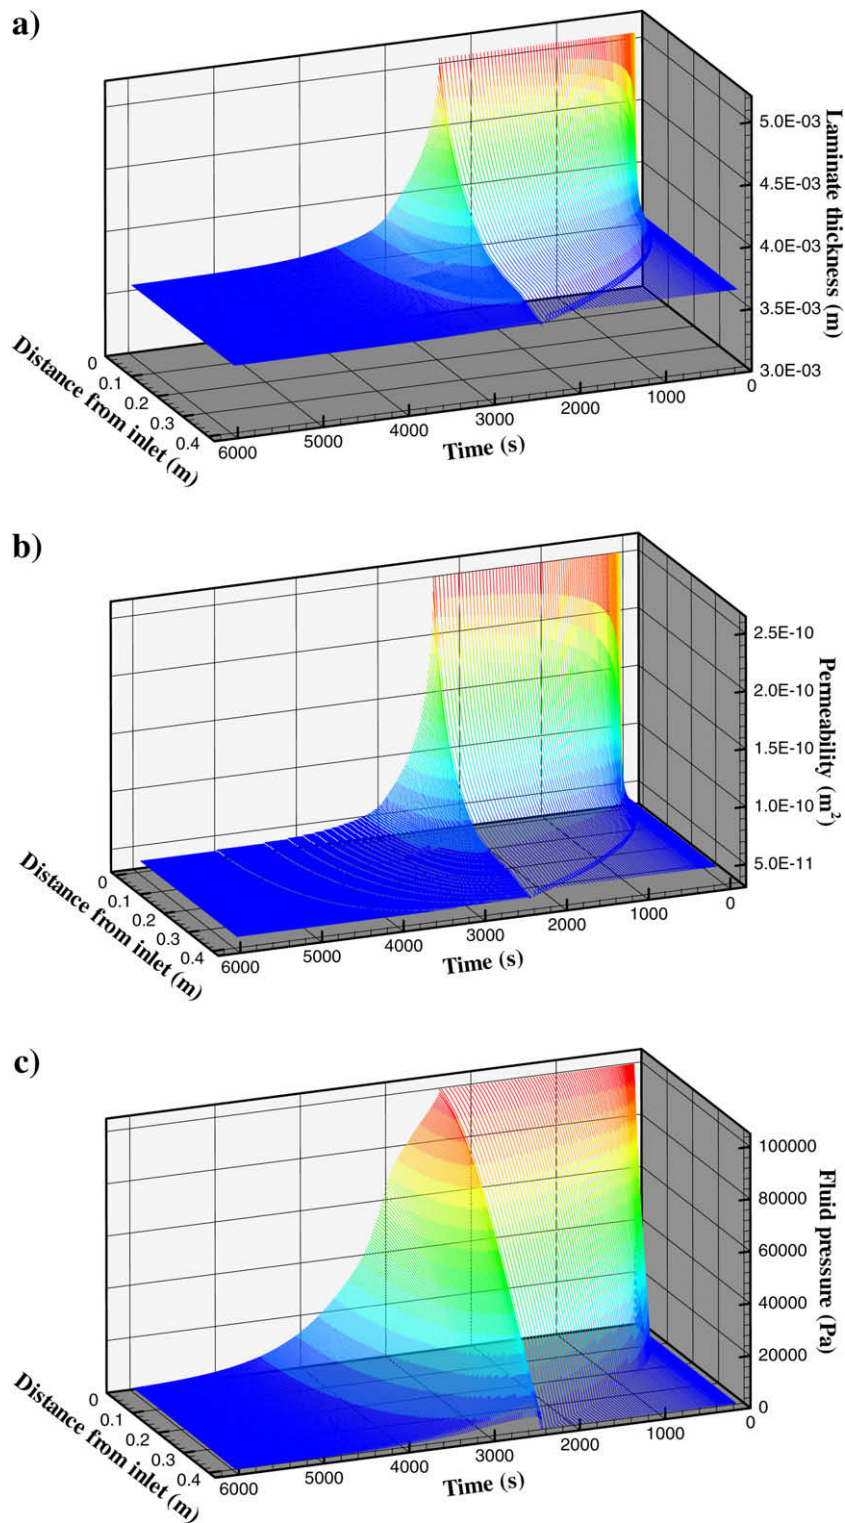 a)
5.0E-03
4.5E-03
4.0E-03
3.5E-03
3.0E-03
Laminate thickness (m)
0
0.1
0.2
0.3
0.4
Distance from inlet (m)
6000
5000
4000
3000
2000
1000
0
Time (s)
b)
2.5E-10
2.0E-10
1.5E-10
1.0E-10
5.0E-11
Permeability (m²)
0
0.1
0.2
0.3
0.4
Distance from inlet (m)
6000
5000
4000
3000
2000
1000
0
Time (s)
c)
100000
80000
60000
40000
20000
0
Fluid pressure (Pa)
0
0.1
0.2
0.3
0.4
Distance from inlet (m)
6000
5000
4000
3000
2000
1000
Time (s)